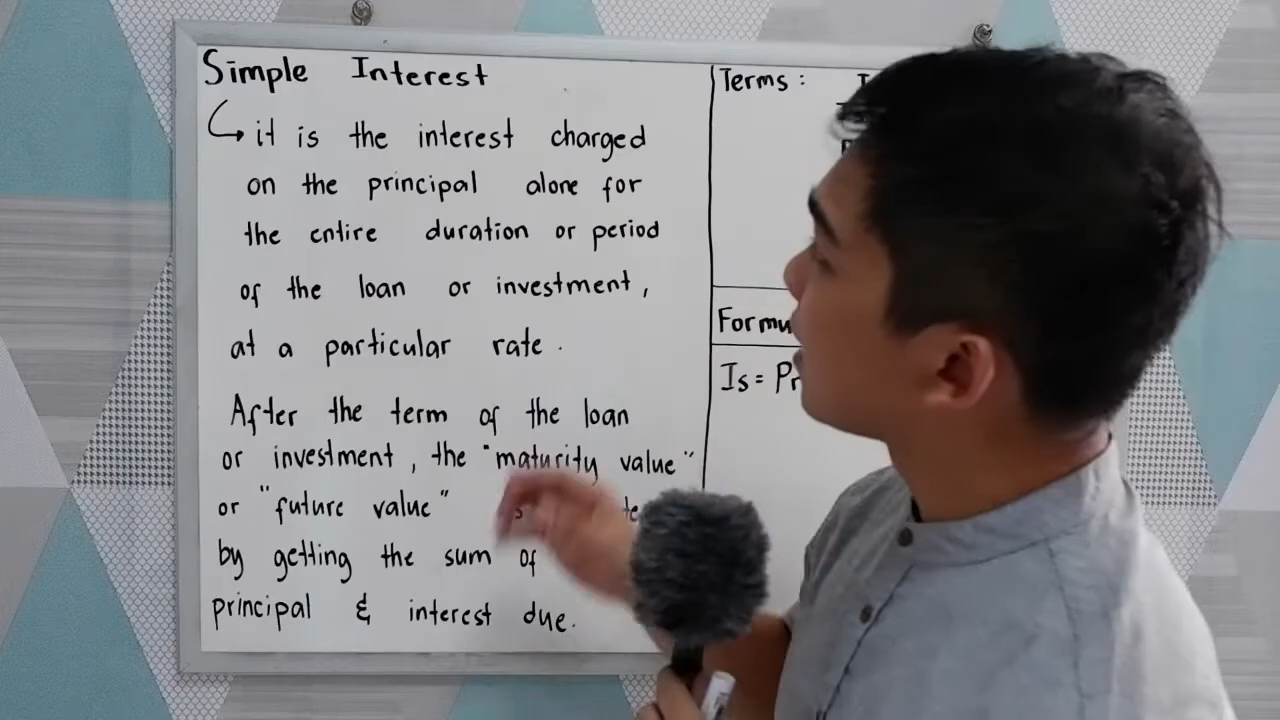 Simple Interest
it is the interest charged
on the principal alone for
the entire duration or period
of the loan or investment,
at a particular rate.
After the term of the loan
or investment, the "maturity value"
or "future value"
by getting the sum of
principal & interest due.
Terms :
Is =